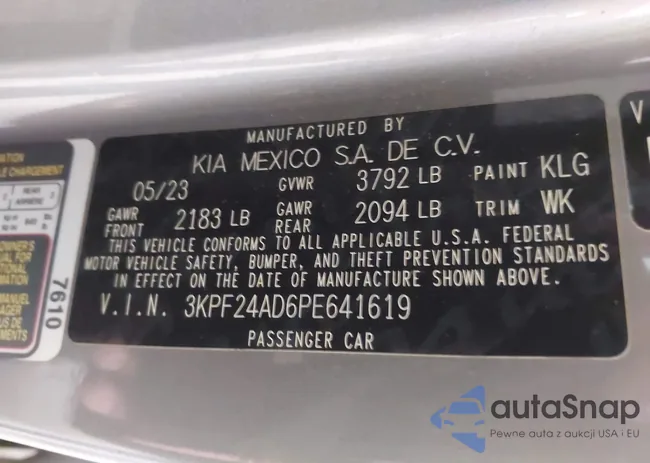 MANUFACTURED BY
KIA MEXICO S.A. DE C.V.
05/23 GVWR 3792 LB PAINT KLG
GAWR FRONT 2183 LB GAWR REAR 2094 LB TRIM WK
THIS VEHICLE CONFORMS TO ALL APPLICABLE U.S.A. FEDERAL
MOTOR VEHICLE SAFETY, BUMPER, AND THEFT PREVENTION STANDARDS
IN EFFECT ON THE DATE OF MANUFACTURE SHOWN ABOVE.
V.I.N. 3KPF24AD6PE641619
PASSENGER CAR
7610
V
autaSnap
Pewne auta z aukcji USA i EU